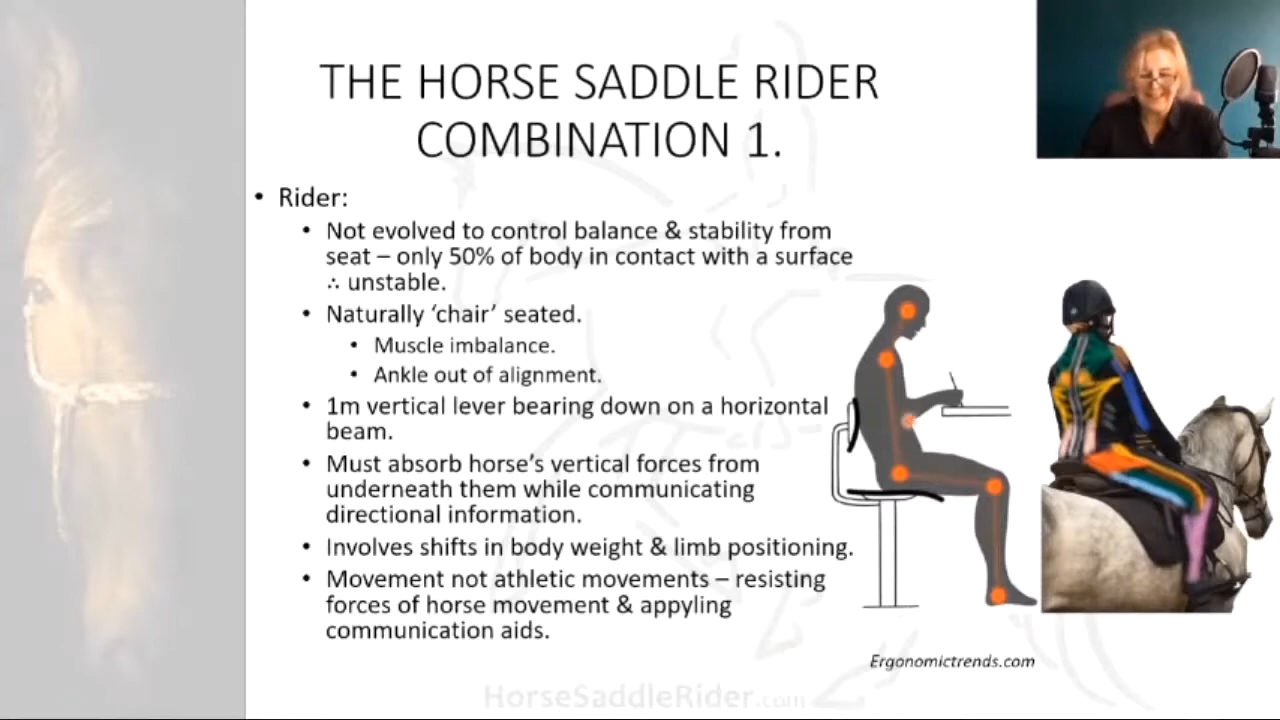 THE HORSE SADDLE RIDER
COMBINATION 1.
• Rider:
• Not evolved to control balance & stability from
seat – only 50% of body in contact with a surface
∴ unstable.
• Naturally ‘chair’ seated.
• Muscle imbalance.
• Ankle out of alignment.
• 1m vertical lever bearing down on a horizontal
beam.
• Must absorb horse’s vertical forces from
underneath them while communicating
directional information.
• Involves shifts in body weight & limb positioning.
• Movement not athletic movements – resisting
forces of horse movement & appyling
communication aids.
Ergonomictrends.com
HorseSaddleRider.com